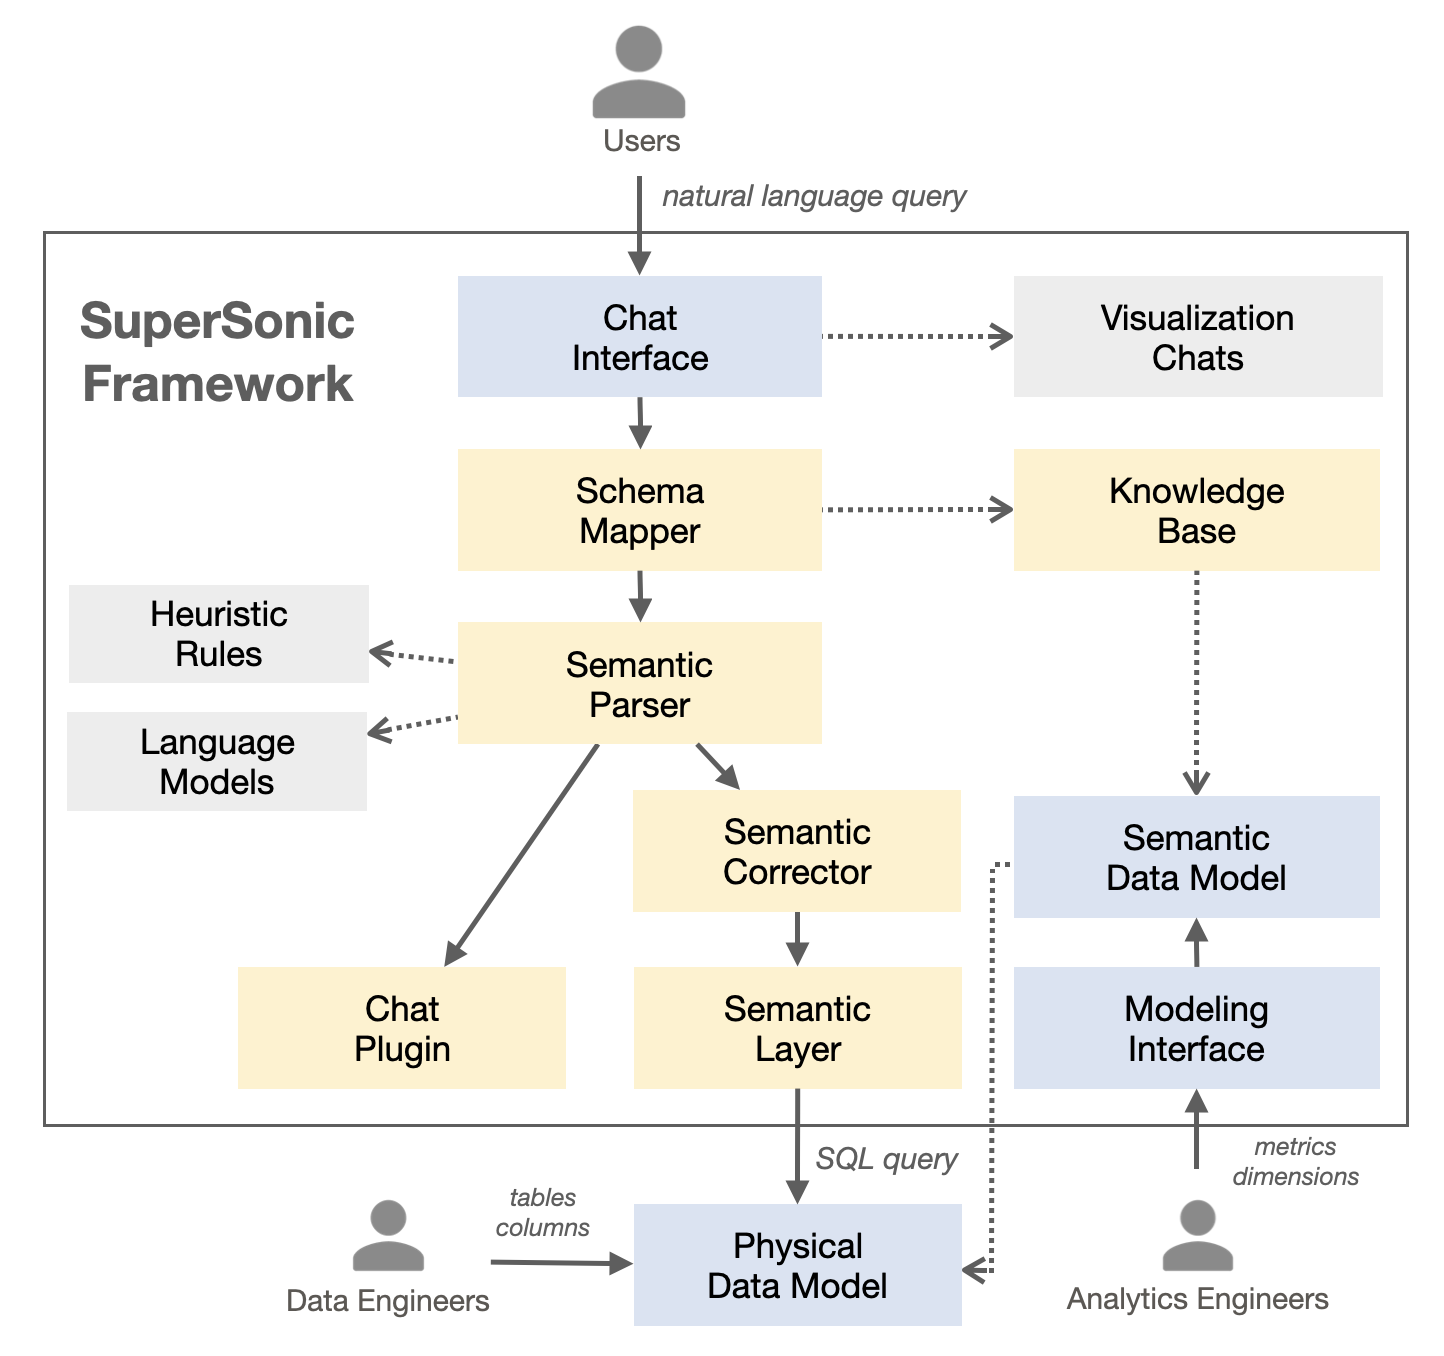 Users
natural language query
SuperSonic
Framework
Chat
Interface
Visualization
Chats
Schema
Mapper
Knowledge
Base
Heuristic
Rules
Semantic
Parser
Language
Models
Semantic
Corrector
Semantic
Data Model
Chat
Plugin
Semantic
Layer
Modeling
Interface
SQL query
metrics
dimensions
tables
columns
Physical
Data Model
Data Engineers
Analytics Engineers